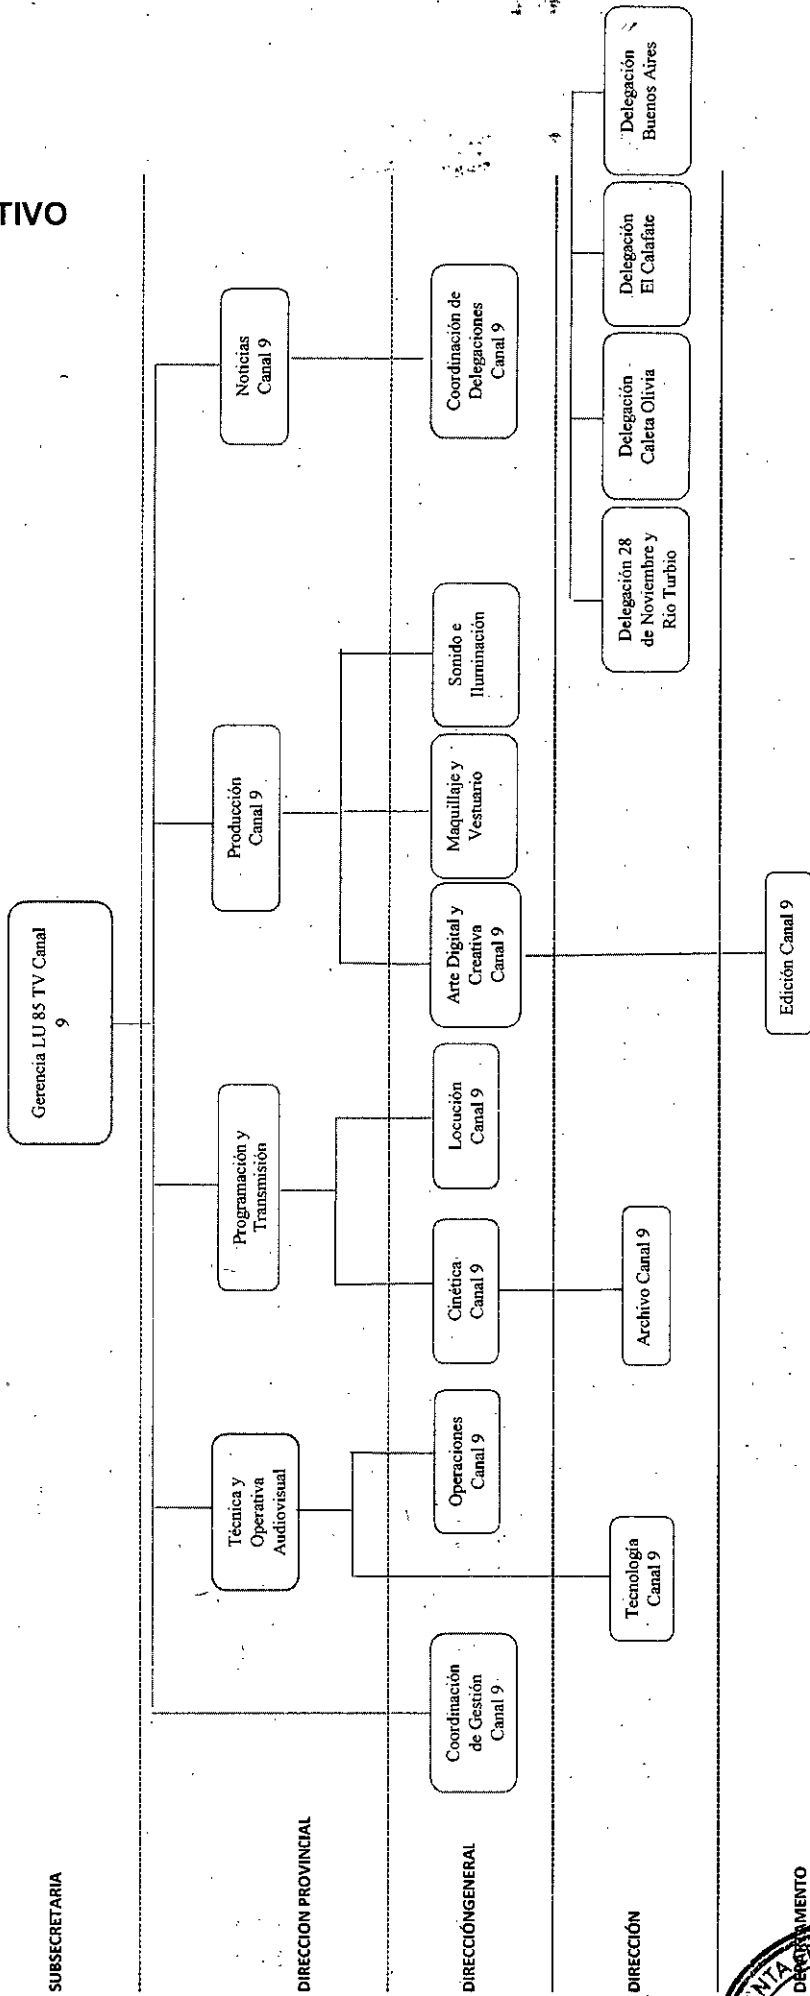 TIVO
SUBSECRETARIA
Gerencia LU 85 TV Canal
9
DIRECCION PROVINCIAL
Técnica y
Operativa
Audiovisual
Programación y
Transmisión
Producción
Canal 9
Noticias
Canal 9
DIRECCIÓNGENERAL
Coordinación
de Gestión
Canal 9
Operaciones
Canal 9
Cinética
Canal 9
Locución
Canal 9
Arte Digital y
Creativa
Canal 9
Maquillaje y
Vestuario
Sonido e
Iluminación
Coordinación de
Delegaciones
Canal 9
DIRECCIÓN
Tecnología
Canal 9
Archivo Canal 9
Delegación 28
de Noviembre y
Rio Turbio
Delegación
Caleta Olivia
Delegación
El Calafate
Delegación
Buenos Aires
DEPARTAMENTO
Edición Canal 9
NTA